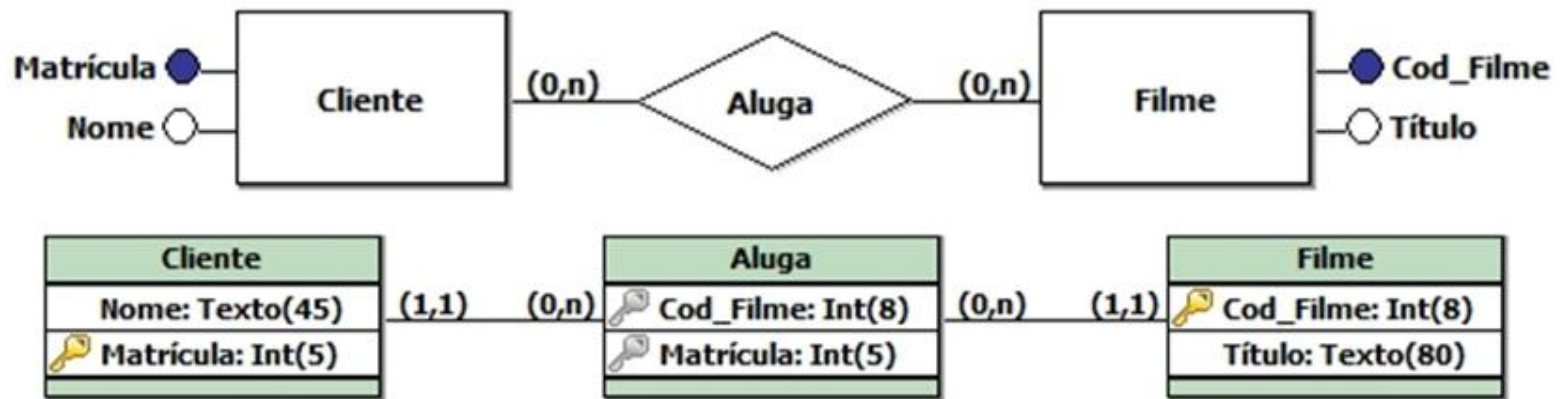 Matrícula
Nome
Cliente
(0,n)
Aluga
(0,n)
Filme
Cod_Filme
Título
Cliente
Nome: Texto(45)
Matrícula: Int(5)
(1,1)
(0,n)
Aluga
Cod_Filme: Int(8)
Matrícula: Int(5)
(0,n)
(1,1)
Filme
Cod_Filme: Int(8)
Título: Texto(80)